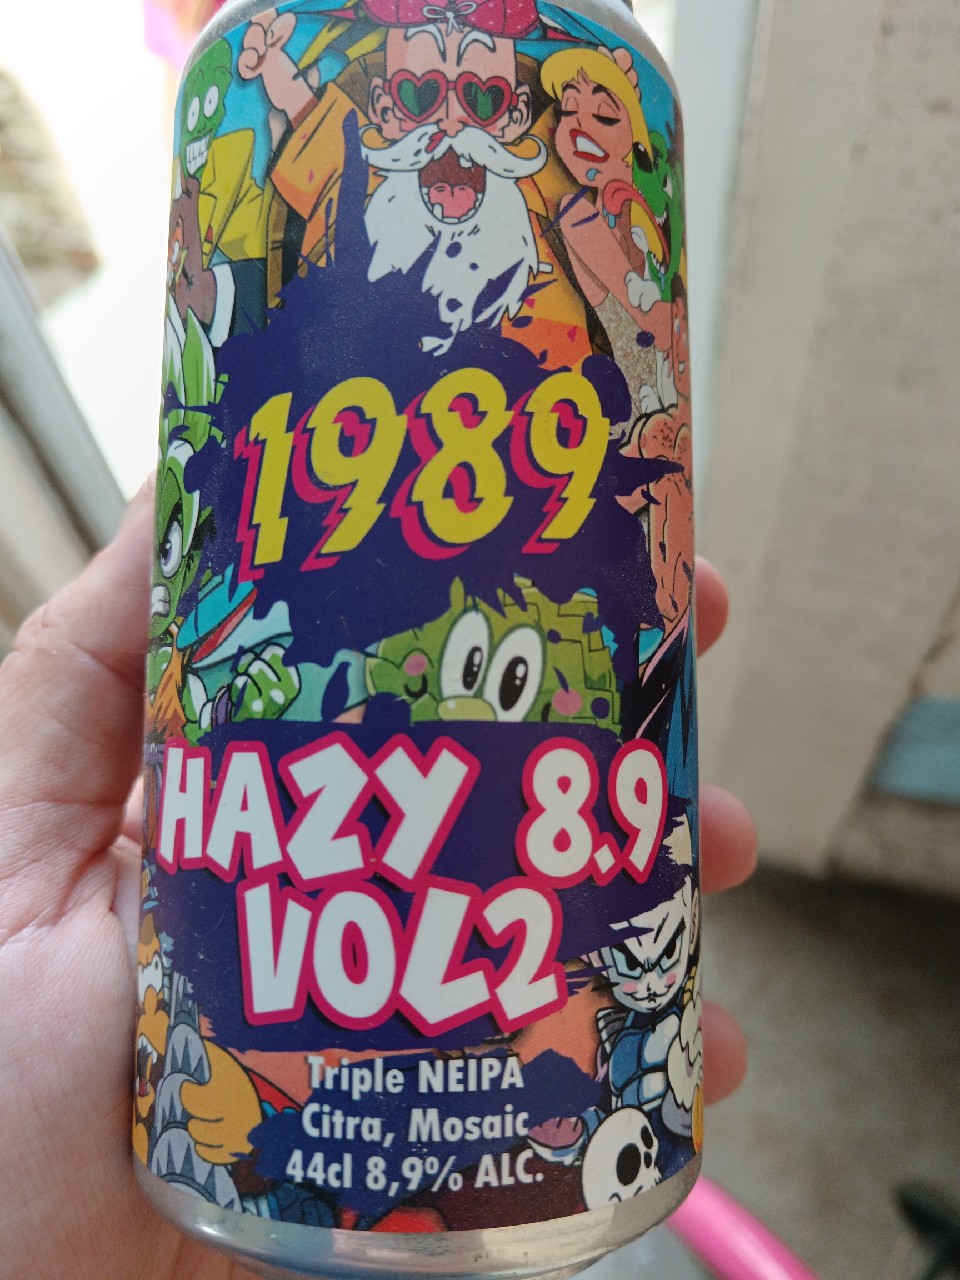 1989
HAZY 8.9
VOL2
Triple NEIPA
Citra, Mosaic
44cl 8,9% ALC.